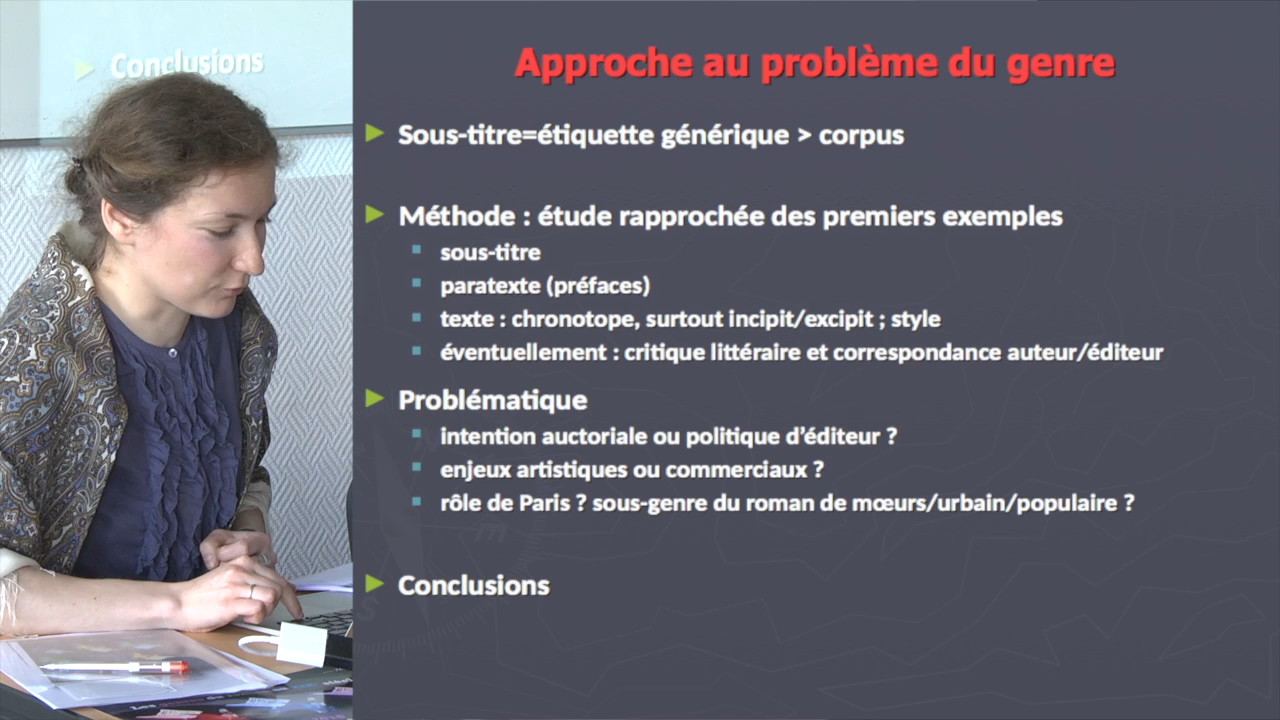 Conclusions
Approche au problème du genre
Sous-titre=étiquette générique > corpus
Méthode : étude rapprochée des premiers exemples
sous-titre
paratexte (préfaces)
texte : chronotope, surtout incipit/excipit ; style
éventuellement : critique littéraire et correspondance auteur/éditeur
Problématique
intention auctoriale ou politique d’éditeur ?
enjeux artistiques ou commerciaux ?
rôle de Paris ? sous-genre du roman de mœurs/urbain/populaire ?
Conclusions
Les